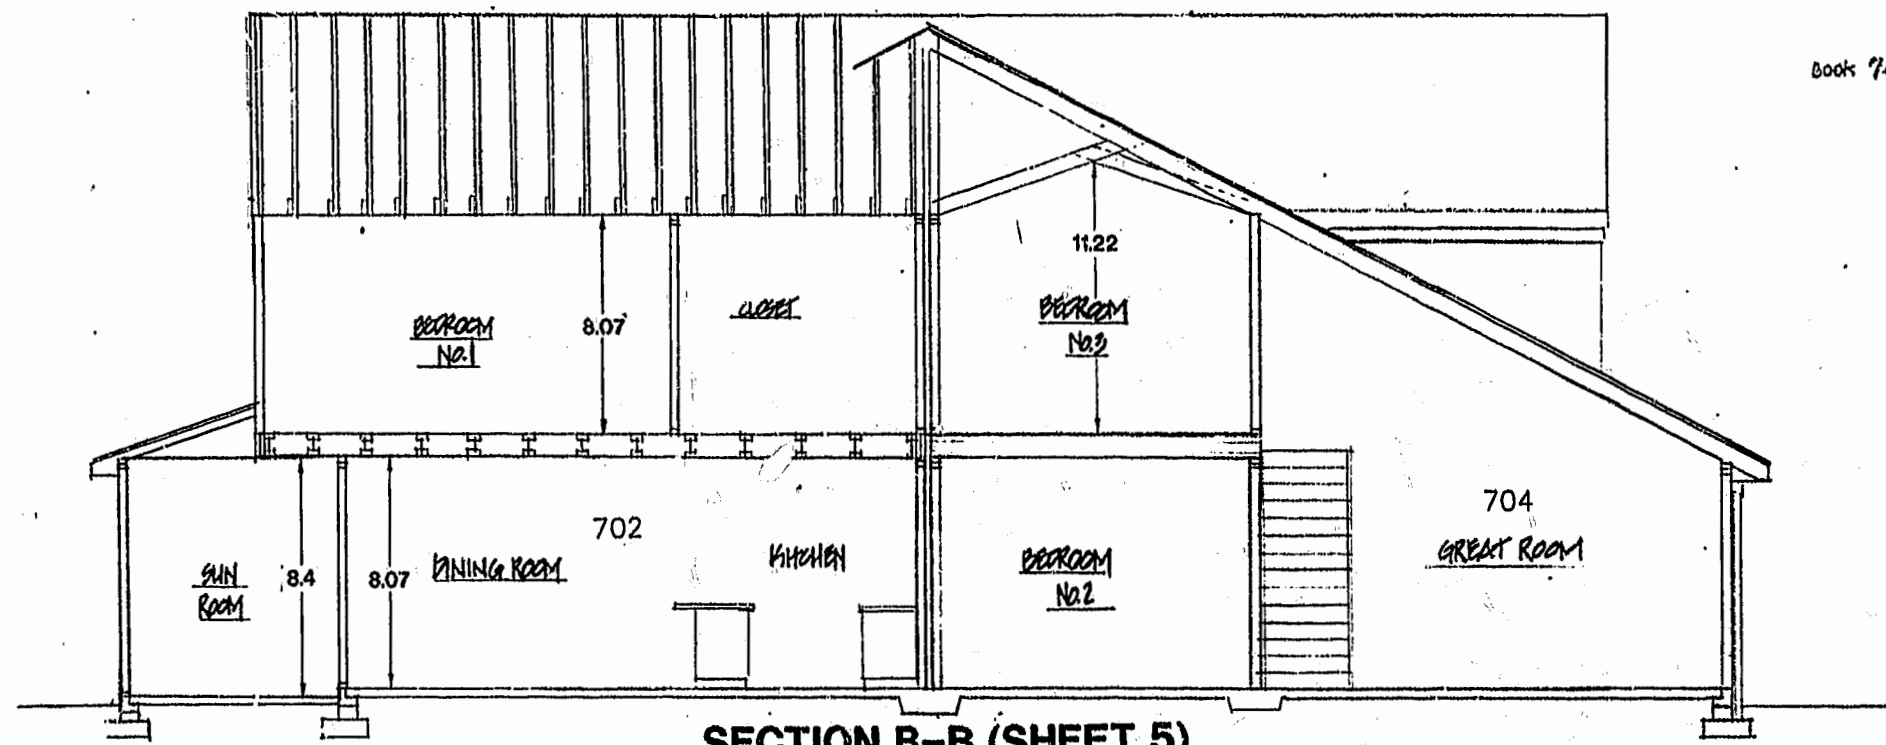 BOOK
11.22
BEDROOM
NO.1
8.07'
CLOSET
BEDROOM
NO.3
702
704
SUN
ROOM
8.4
8.07
DINING ROOM
KITCHEN
BEDROOM
NO.2
GREAT ROOM
SECTION B-B (SHEET 5)